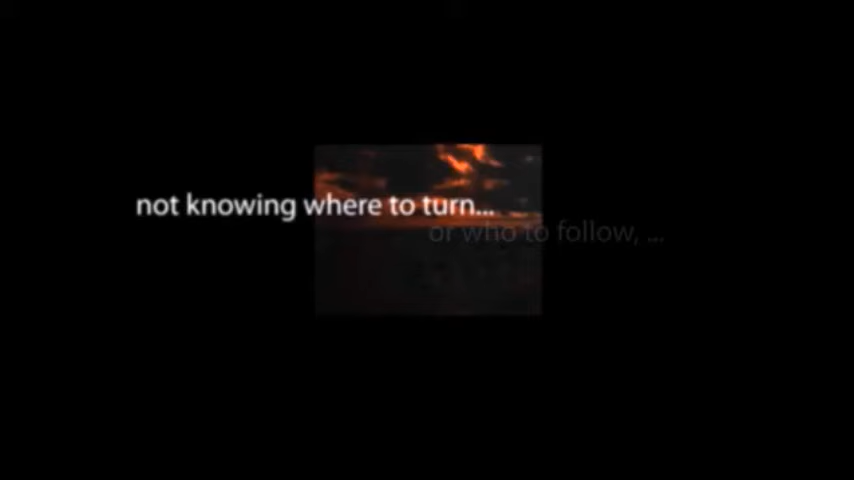 not knowing where to turn...
or who to follow, ...